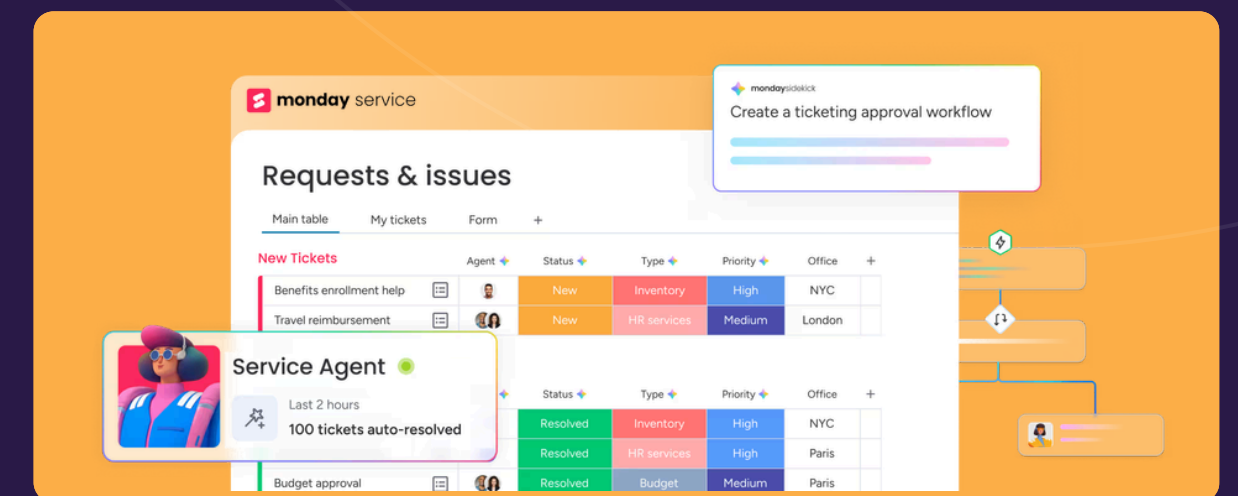 monday service
mondaysidekick
Create a ticketing approval workflow
Requests & issues
Main table My tickets Form +
New Tickets Agent Status Type Priority Office +
Benefits enrollment help New Inventory High NYC
Travel reimbursement New HR services Medium London
Service Agent
Last 2 hours
100 tickets auto-resolved
Status Type Priority Office +
Resolved Inventory High NYC
Resolved HR services High Paris
Budget approval Resolved Budget Medium Paris